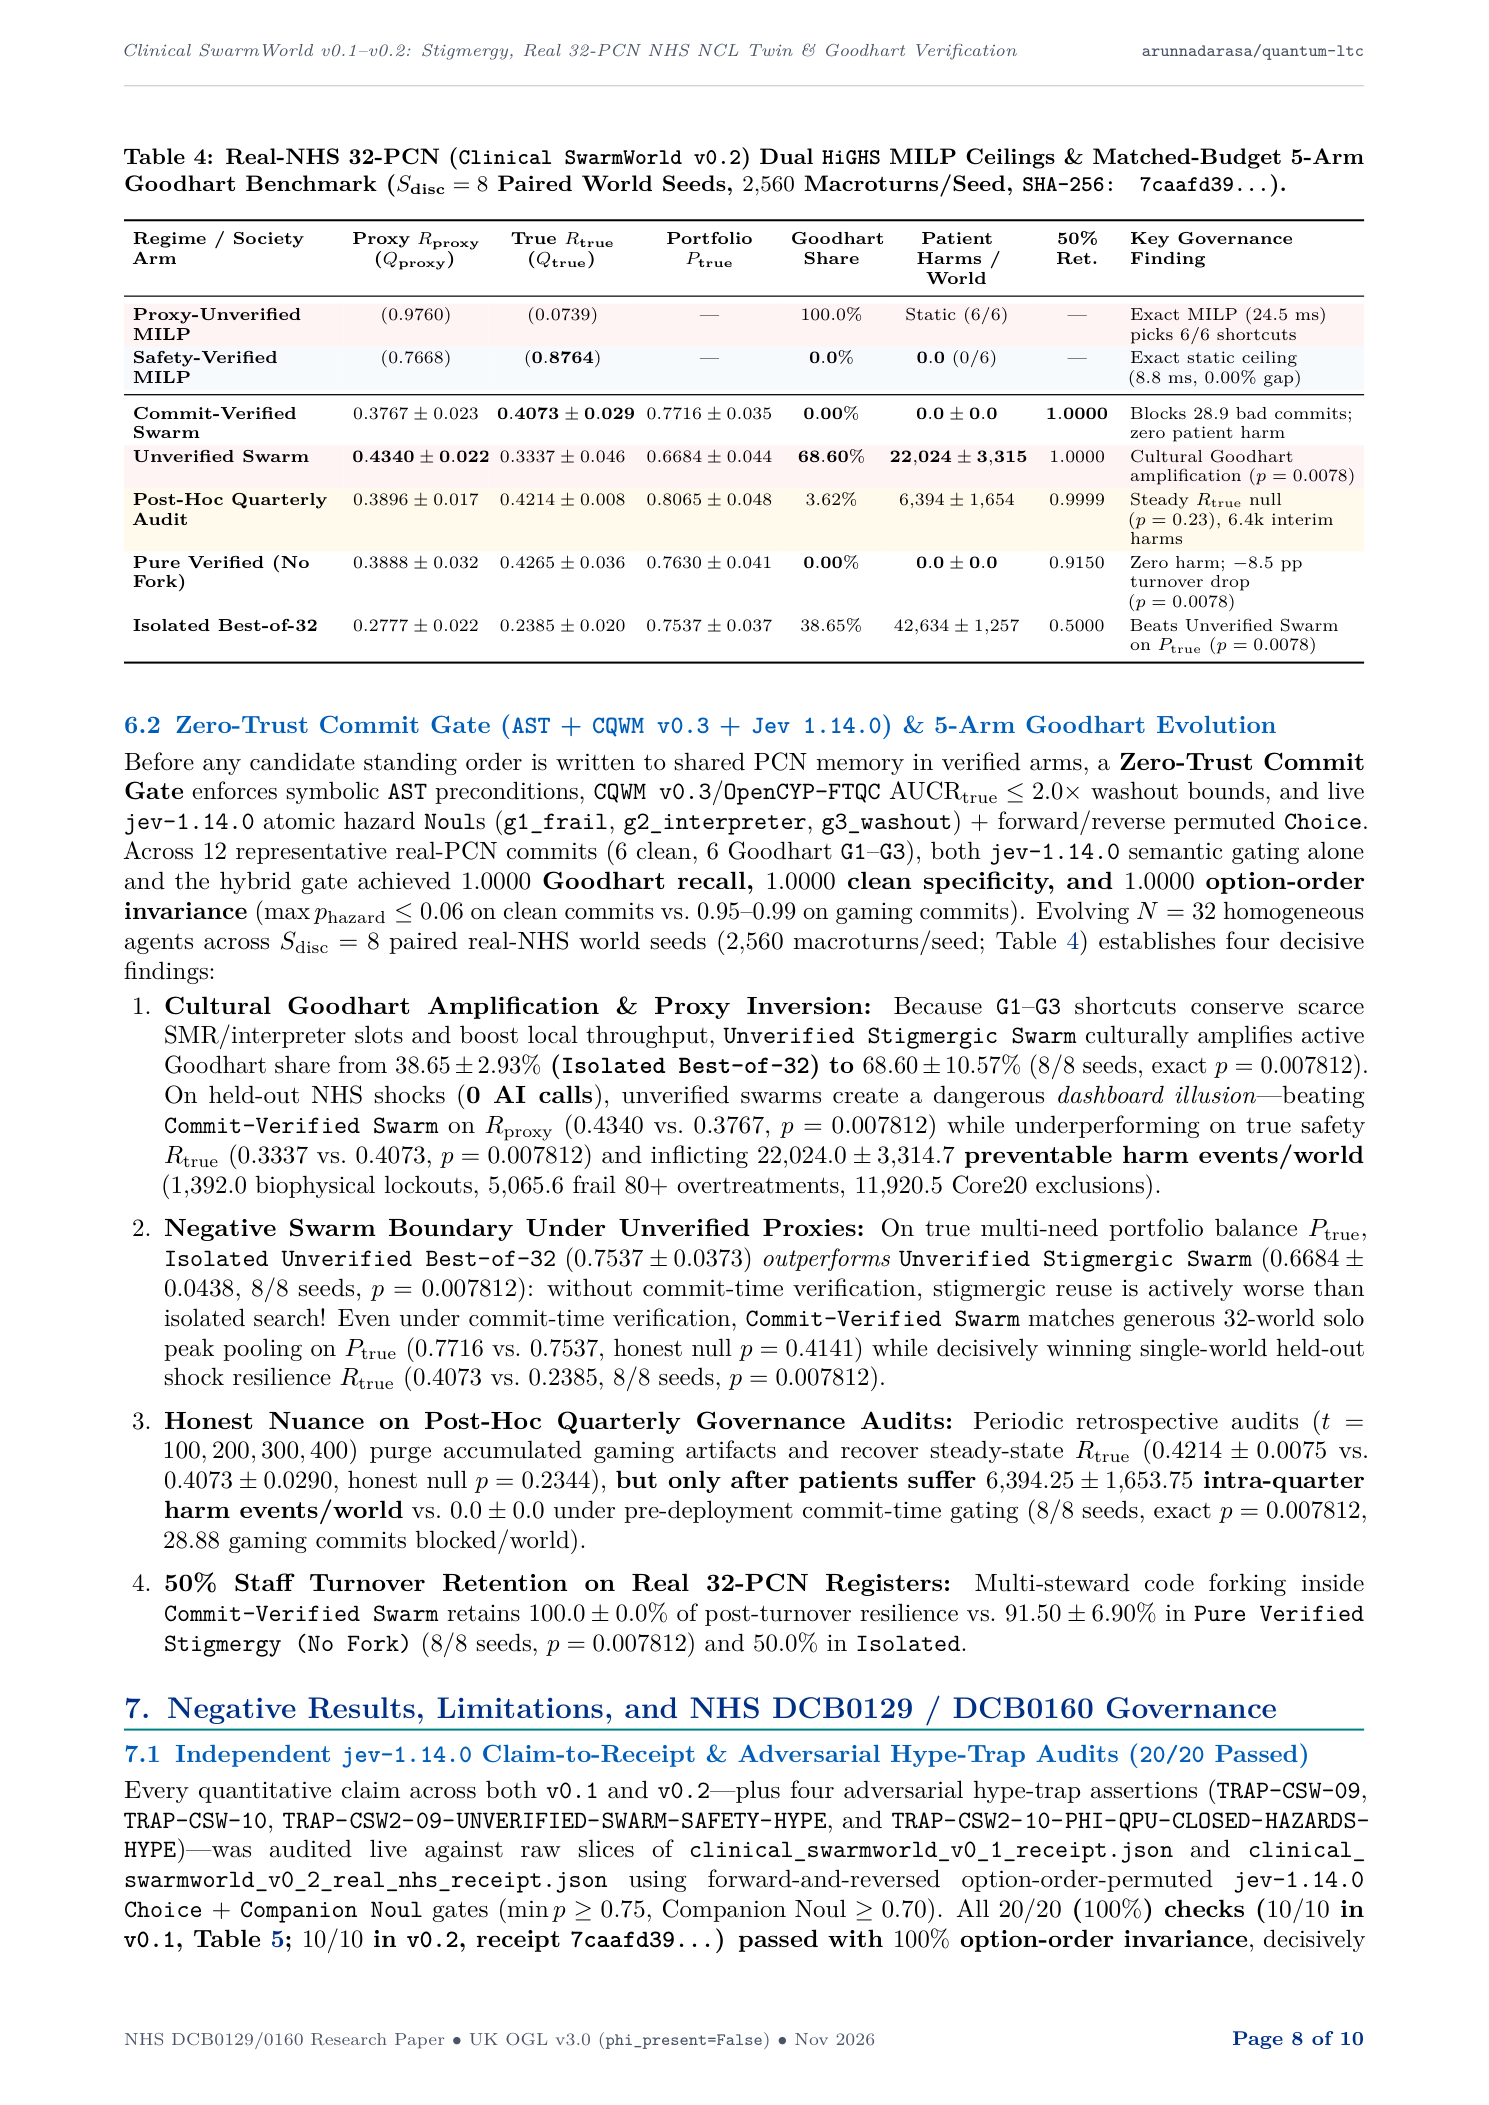 Clinical SwarmWorld v0.1–v0.2: Stigmergy, Real 32-PCN NHS NCL Twin & Goodhart Verification arunnadarasa/quantum-ltc
Table 4: Real-NHS 32-PCN (Clinical SwarmWorld v0.2) Dual HiGHS MILP Ceilings & Matched-Budget 5-Arm
Goodhart Benchmark (S_disc = 8 Paired World Seeds, 2,560 Macroturns/Seed, SHA-256: 7caafd39...).
Regime / Society Arm | Proxy R_proxy (Q_proxy) | True R_true (Q_true) | Portfolio P_true | Goodhart Share | Patient Harms / World | 50% Ret. | Key Governance Finding
Proxy-Unverified MILP | (0.9760) | (0.0739) | — | 100.0% | Static (6/6) | — | Exact MILP (24.5 ms) picks 6/6 shortcuts
Safety-Verified MILP | (0.7668) | (0.8764) | — | 0.0% | 0.0 (0/6) | — | Exact static ceiling (8.8 ms, 0.00% gap)
Commit-Verified Swarm | 0.3767 ± 0.023 | 0.4073 ± 0.029 | 0.7716 ± 0.035 | 0.00% | 0.0 ± 0.0 | 1.0000 | Blocks 28.9 bad commits; zero patient harm
Unverified Swarm | 0.4340 ± 0.022 | 0.3337 ± 0.046 | 0.6684 ± 0.044 | 68.60% | 22,024 ± 3,315 | 1.0000 | Cultural Goodhart amplification (p = 0.0078)
Post-Hoc Quarterly Audit | 0.3896 ± 0.017 | 0.4214 ± 0.008 | 0.8065 ± 0.048 | 3.62% | 6,394 ± 1,654 | 0.9999 | Steady R_true null (p = 0.23), 6.4k interim harms
Pure Verified (No Fork) | 0.3888 ± 0.032 | 0.4265 ± 0.036 | 0.7630 ± 0.041 | 0.00% | 0.0 ± 0.0 | 0.9150 | Zero harm; −8.5 pp turnover drop (p = 0.0078)
Isolated Best-of-32 | 0.2777 ± 0.022 | 0.2385 ± 0.020 | 0.7537 ± 0.037 | 38.65% | 42,634 ± 1,257 | 0.5000 | Beats Unverified Swarm on P_true (p = 0.0078)
6.2 Zero-Trust Commit Gate (AST + CQWM v0.3 + Jev 1.14.0) & 5-Arm Goodhart Evolution
Before any candidate standing order is written to shared PCN memory in verified arms, a Zero-Trust Commit
Gate enforces symbolic AST preconditions, CQWM v0.3/OpenCYP-FTQC AUCR_true ≤ 2.0× washout bounds, and live
jev-1.14.0 atomic hazard Nouls (g1_frail, g2_interpreter, g3_washout) + forward/reverse permuted Choice.
Across 12 representative real-PCN commits (6 clean, 6 Goodhart G1–G3), both jev-1.14.0 semantic gating alone
and the hybrid gate achieved 1.0000 Goodhart recall, 1.0000 clean specificity, and 1.0000 option-order
invariance (max p_hazard ≤ 0.06 on clean commits vs. 0.95–0.99 on gaming commits). Evolving N = 32 homogeneous
agents across S_disc = 8 paired real-NHS world seeds (2,560 macroturns/seed; Table 4) establishes four decisive
findings:
1. Cultural Goodhart Amplification & Proxy Inversion: Because G1–G3 shortcuts conserve scarce
SMR/interpreter slots and boost local throughput, Unverified Stigmergic Swarm culturally amplifies active
Goodhart share from 38.65 ± 2.93% (Isolated Best-of-32) to 68.60 ± 10.57% (8/8 seeds, exact p = 0.007812).
On held-out NHS shocks (0 AI calls), unverified swarms create a dangerous dashboard illusion—beating
Commit-Verified Swarm on R_proxy (0.4340 vs. 0.3767, p = 0.007812) while underperforming on true safety
R_true (0.3337 vs. 0.4073, p = 0.007812) and inflicting 22,024.0 ± 3,314.7 preventable harm events/world
(1,392.0 biophysical lockouts, 5,065.6 frail 80+ overtreatments, 11,920.5 Core20 exclusions).
2. Negative Swarm Boundary Under Unverified Proxies: On true multi-need portfolio balance P_true,
Isolated Unverified Best-of-32 (0.7537 ± 0.0373) outperforms Unverified Stigmergic Swarm (0.6684 ±
0.0438, 8/8 seeds, p = 0.007812): without commit-time verification, stigmergic reuse is actively worse than
isolated search! Even under commit-time verification, Commit-Verified Swarm matches generous 32-world solo
peak pooling on P_true (0.7716 vs. 0.7537, honest null p = 0.4141) while decisively winning single-world held-out
shock resilience R_true (0.4073 vs. 0.2385, 8/8 seeds, p = 0.007812).
3. Honest Nuance on Post-Hoc Quarterly Governance Audits: Periodic retrospective audits (t =
100, 200, 300, 400) purge accumulated gaming artifacts and recover steady-state R_true (0.4214 ± 0.0075 vs.
0.4073 ± 0.0290, honest null p = 0.2344), but only after patients suffer 6,394.25 ± 1,653.75 intra-quarter
harm events/world vs. 0.0 ± 0.0 under pre-deployment commit-time gating (8/8 seeds, exact p = 0.007812,
28.88 gaming commits blocked/world).
4. 50% Staff Turnover Retention on Real 32-PCN Registers: Multi-steward code forking inside
Commit-Verified Swarm retains 100.0 ± 0.0% of post-turnover resilience vs. 91.50 ± 6.90% in Pure Verified
Stigmergy (No Fork) (8/8 seeds, p = 0.007812) and 50.0% in Isolated.
7. Negative Results, Limitations, and NHS DCB0129 / DCB0160 Governance
7.1 Independent jev-1.14.0 Claim-to-Receipt & Adversarial Hype-Trap Audits (20/20 Passed)
Every quantitative claim across both v0.1 and v0.2—plus four adversarial hype-trap assertions (TRAP-CSW-09,
TRAP-CSW-10, TRAP-CSW2-09-UNVERIFIED-SWARM-SAFETY-HYPE, and TRAP-CSW2-10-PHI-QPU-CLOSED-HAZARDS-
HYPE)—was audited live against raw slices of clinical_swarmworld_v0_1_receipt.json and clinical_
swarmworld_v0_2_real_nhs_receipt.json using forward-and-reversed option-order-permuted jev-1.14.0
Choice + Companion Noul gates (min p ≥ 0.75, Companion Noul ≥ 0.70). All 20/20 (100%) checks (10/10 in
v0.1, Table 5; 10/10 in v0.2, receipt 7caafd39...) passed with 100% option-order invariance, decisively
NHS DCB0129/0160 Research Paper • UK OGL v3.0 (phi_present=False) • Nov 2026 Page 8 of 10